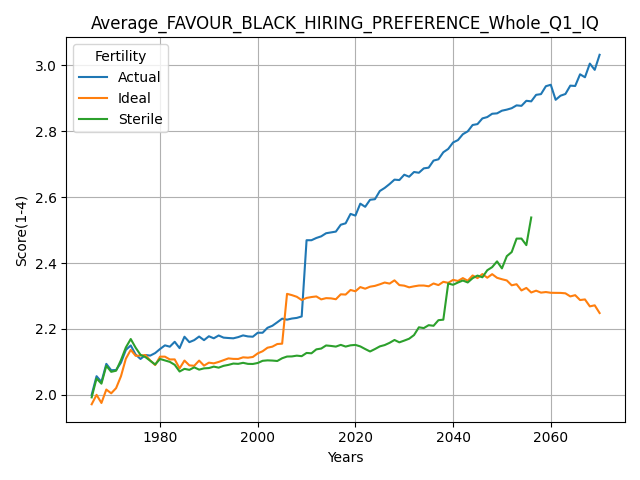 Average_FAVOUR_BLACK_HIRING_PREFERENCE_Whole_Q1_IQ
Fertility
Actual
Ideal
Sterile
Score(1-4)
3.0
2.8
2.6
2.4
2.2
2.0
1980
2000
2020
2040
2060
Years